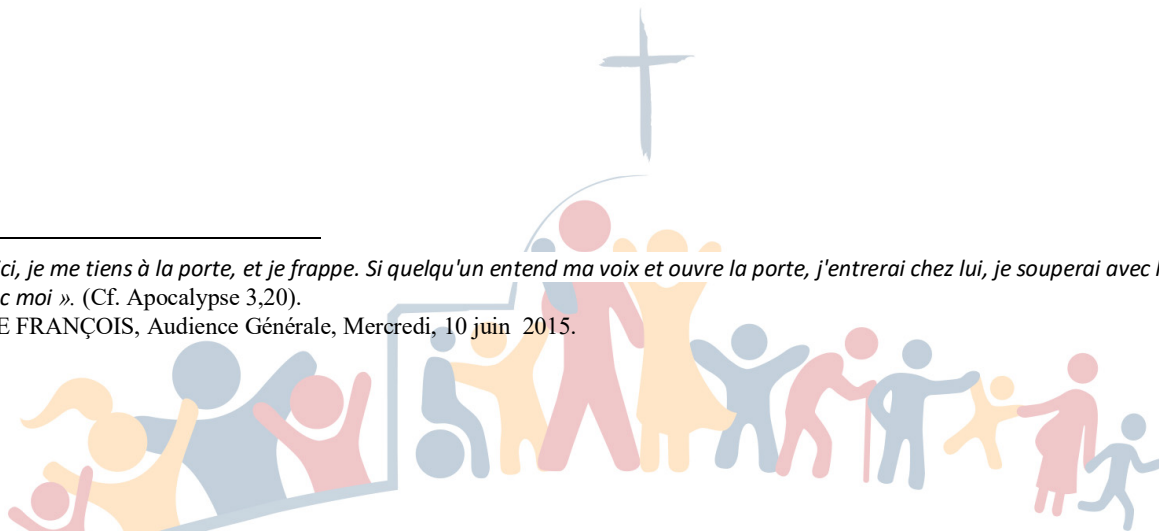 ci, je me tiens à la porte, et je frappe. Si quelqu'un entend ma voix et ouvre la porte, j'entrerai chez lui, je souperai avec
c moi ». (Cf. Apocalypse 3,20).
E FRANÇOIS, Audience Générale, Mercredi, 10 juin 2015.